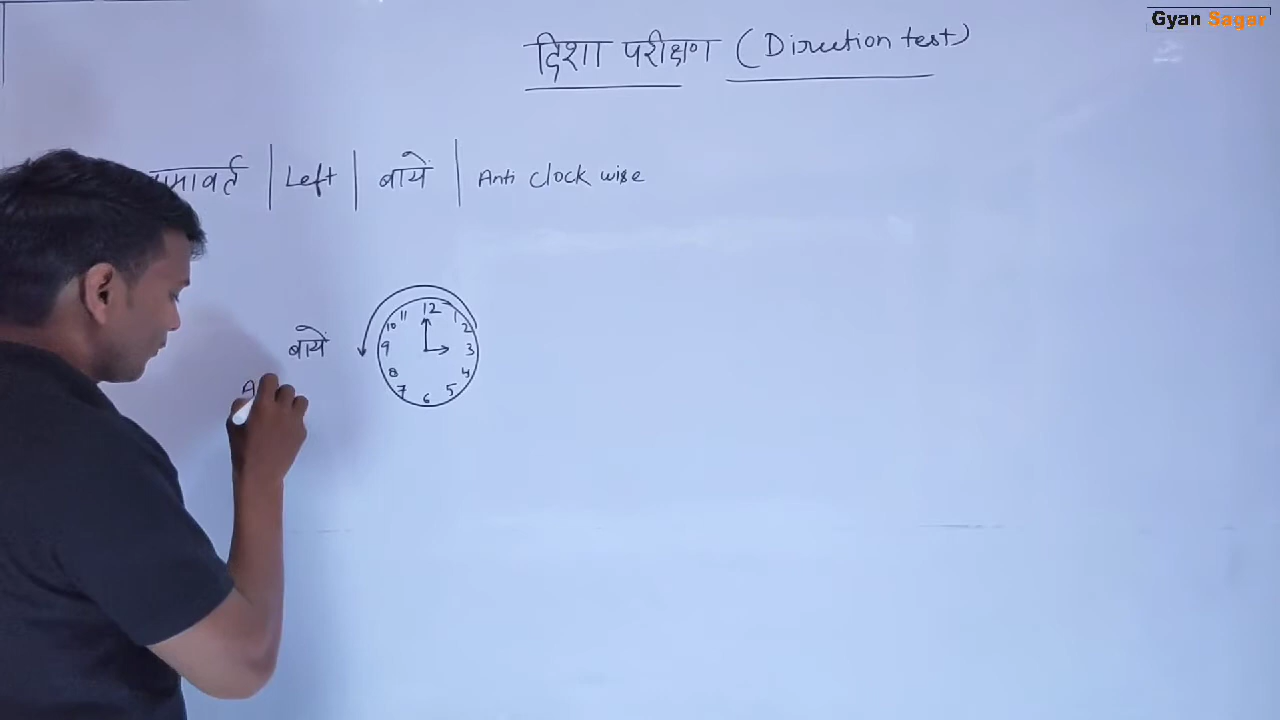 Gyan Sagar
दिशा परीक्षण (Direction test)
| Left | बायें | Anti clock wise
12
11 1
10 2
बायें 9 3
8 4
A 7 5
6